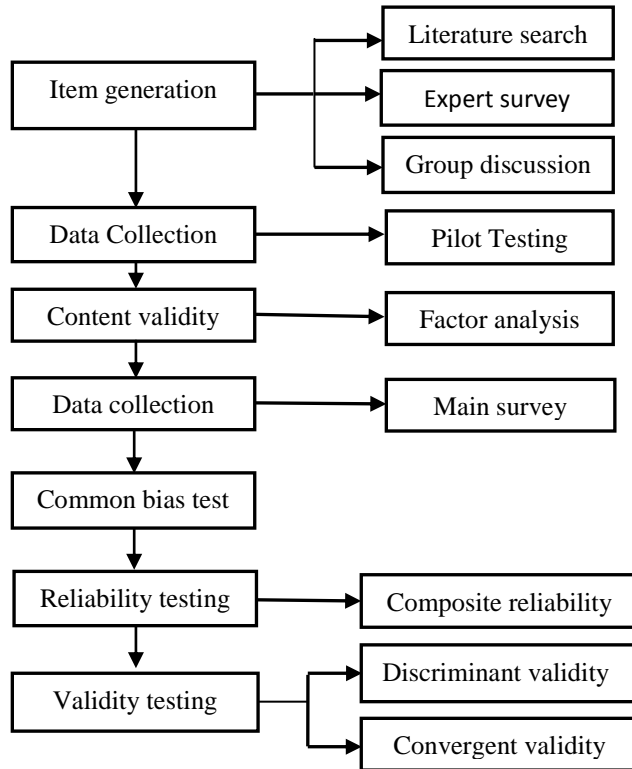 Literature search
Item generation
Expert survey
Group discussion
Data Collection
Pilot Testing
Content validity
Factor analysis
Data collection
Main survey
Common bias test
Reliability testing
Composite reliability
Discriminant validity
Validity testing
Convergent validity